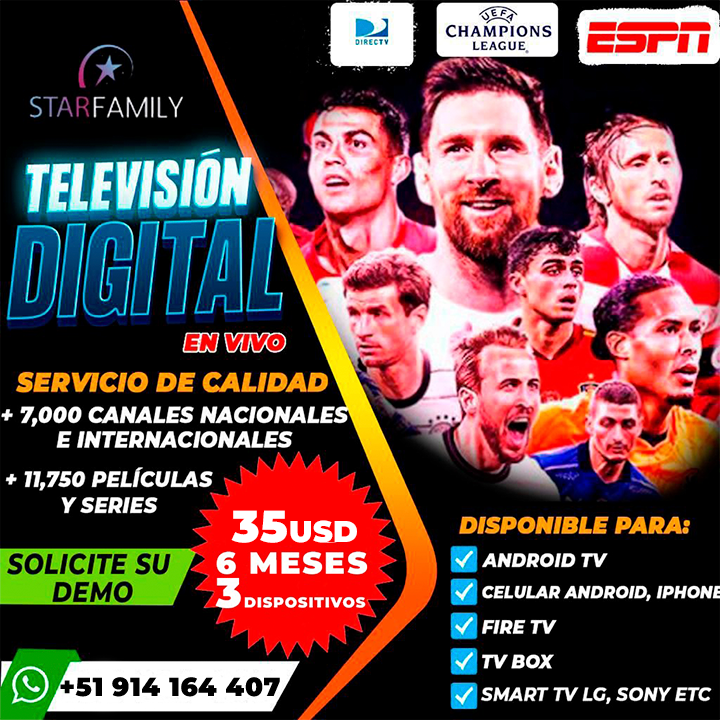 DIRECTV
UEFA
CHAMPIONS
LEAGUE
ESPN
STARFAMILY
TELEVISIÓN
DIGITAL
EN VIVO
SERVICIO DE CALIDAD
+ 7,000 CANALES NACIONALES
E INTERNACIONALES
+ 11,750 PELÍCULAS
Y SERIES
35USD
6 MESES
3 DISPOSITIVOS
SOLICITE SU
DEMO
+51 914 164 407
DISPONIBLE PARA:
ANDROID TV
CELULAR ANDROID, IPHONE
FIRE TV
TV BOX
SMART TV LG, SONY ETC